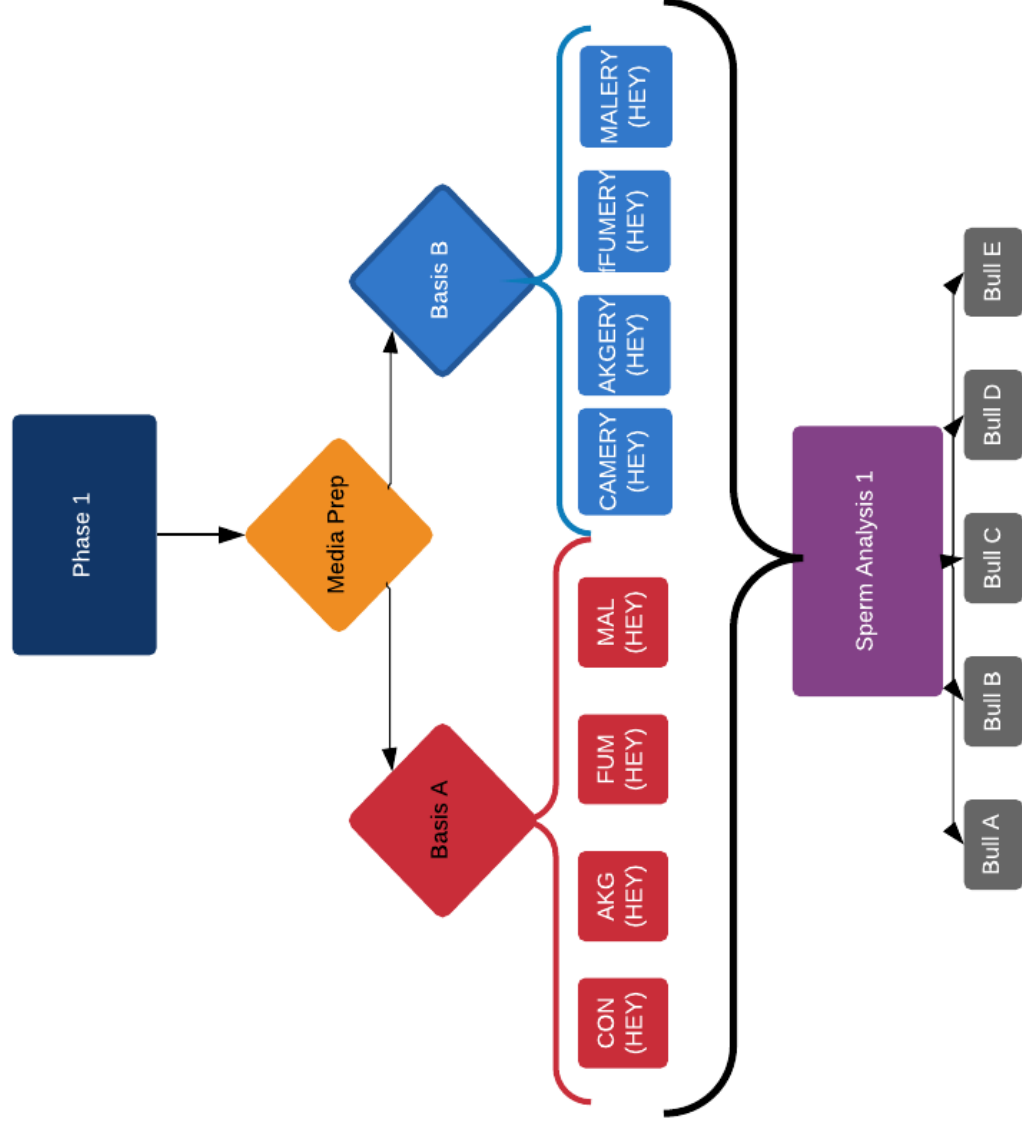 Phase 1
Media Prep
Basis A
Basis B
CON
(HEY)
AKG
(HEY)
FUM
(HEY)
MAL
(HEY)
CAMERY
(HEY)
AKGERY
(HEY)
fFUMERY
(HEY)
MALERY
(HEY)
Sperm Analysis 1
Bull A
Bull B
Bull C
Bull D
Bull E